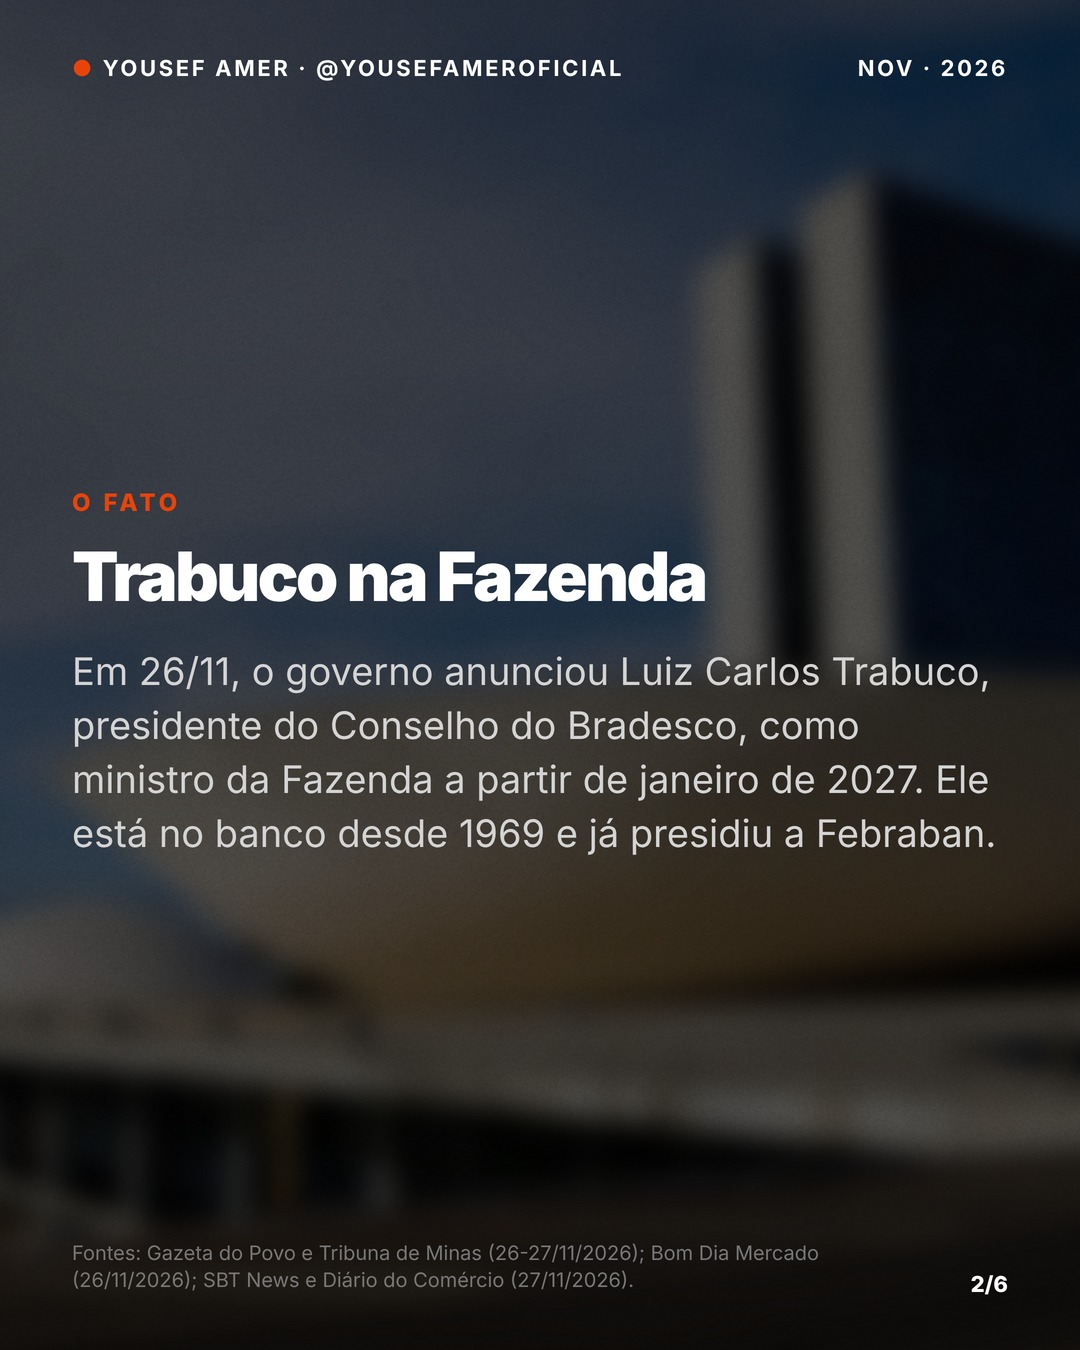 YOUSEF AMER · @YOUSEFAMEROFICIAL
NOV · 2026
O FATO
Trabuco na Fazenda
Em 26/11, o governo anunciou Luiz Carlos Trabuco,
presidente do Conselho do Bradesco, como
ministro da Fazenda a partir de janeiro de 2027. Ele
está no banco desde 1969 e já presidiu a Febraban.
Fontes: Gazeta do Povo e Tribuna de Minas (26-27/11/2026); Bom Dia Mercado
(26/11/2026); SBT News e Diário do Comércio (27/11/2026).
2/6